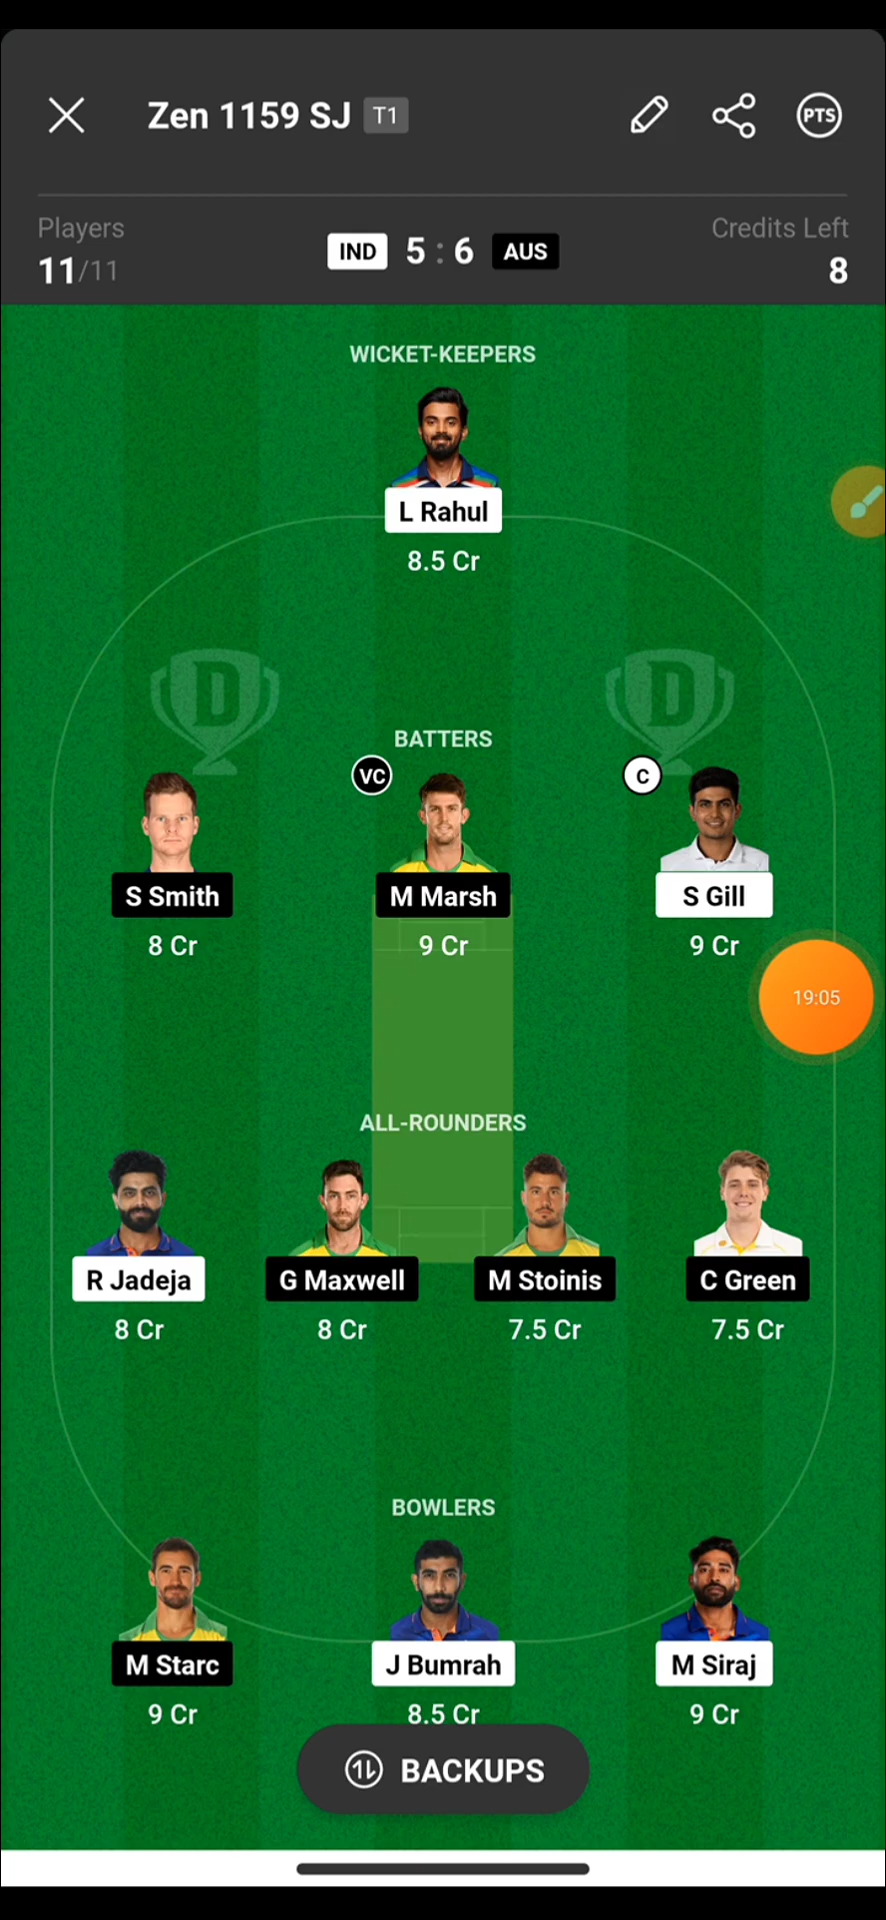 Zen 1159 SJ T1 PTS
Players Credits Left
11/11 IND 5 : 6 AUS 8
WICKET-KEEPERS
L Rahul
8.5 Cr
D D
BATTERS
VC C
S Smith M Marsh S Gill
8 Cr 9 Cr 9 Cr
19:05
ALL-ROUNDERS
R Jadeja G Maxwell M Stoinis C Green
8 Cr 8 Cr 7.5 Cr 7.5 Cr
BOWLERS
M Starc J Bumrah M Siraj
9 Cr 8.5 Cr 9 Cr
BACKUPS